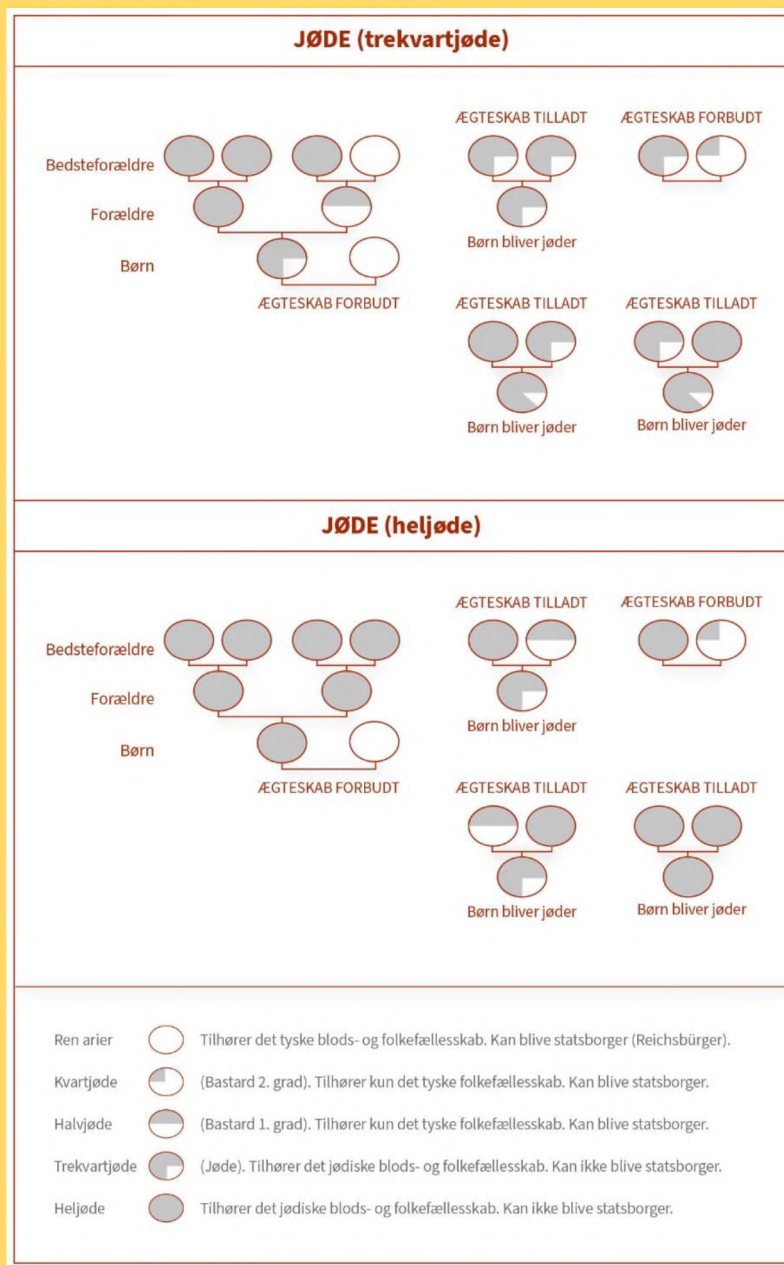 JØDE (trekvartjøde)
ÆGTESKAB TILLADT
ÆGTESKAB FORBUDT
Bedsteforældre
Forældre
Børn
Børn bliver jøder
ÆGTESKAB FORBUDT
ÆGTESKAB TILLADT
ÆGTESKAB TILLADT
Børn bliver jøder
Børn bliver jøder
JØDE (heljøde)
ÆGTESKAB TILLADT
ÆGTESKAB FORBUDT
Bedsteforældre
Forældre
Børn
Børn bliver jøder
ÆGTESKAB FORBUDT
ÆGTESKAB TILLADT
ÆGTESKAB TILLADT
Børn bliver jøder
Børn bliver jøder
Ren arier Tilhører det tyske blods- og folkefællesskab. Kan blive statsborger (Reichsbürger).
Kvartjøde (Bastard 2. grad). Tilhører kun det tyske folkefællesskab. Kan blive statsborger.
Halvjøde (Bastard 1. grad). Tilhører kun det tyske folkefællesskab. Kan blive statsborger.
Trekvartjøde (Jøde). Tilhører det jødiske blods- og folkefællesskab. Kan ikke blive statsborger.
Heljøde Tilhører det jødiske blods- og folkefællesskab. Kan ikke blive statsborger.